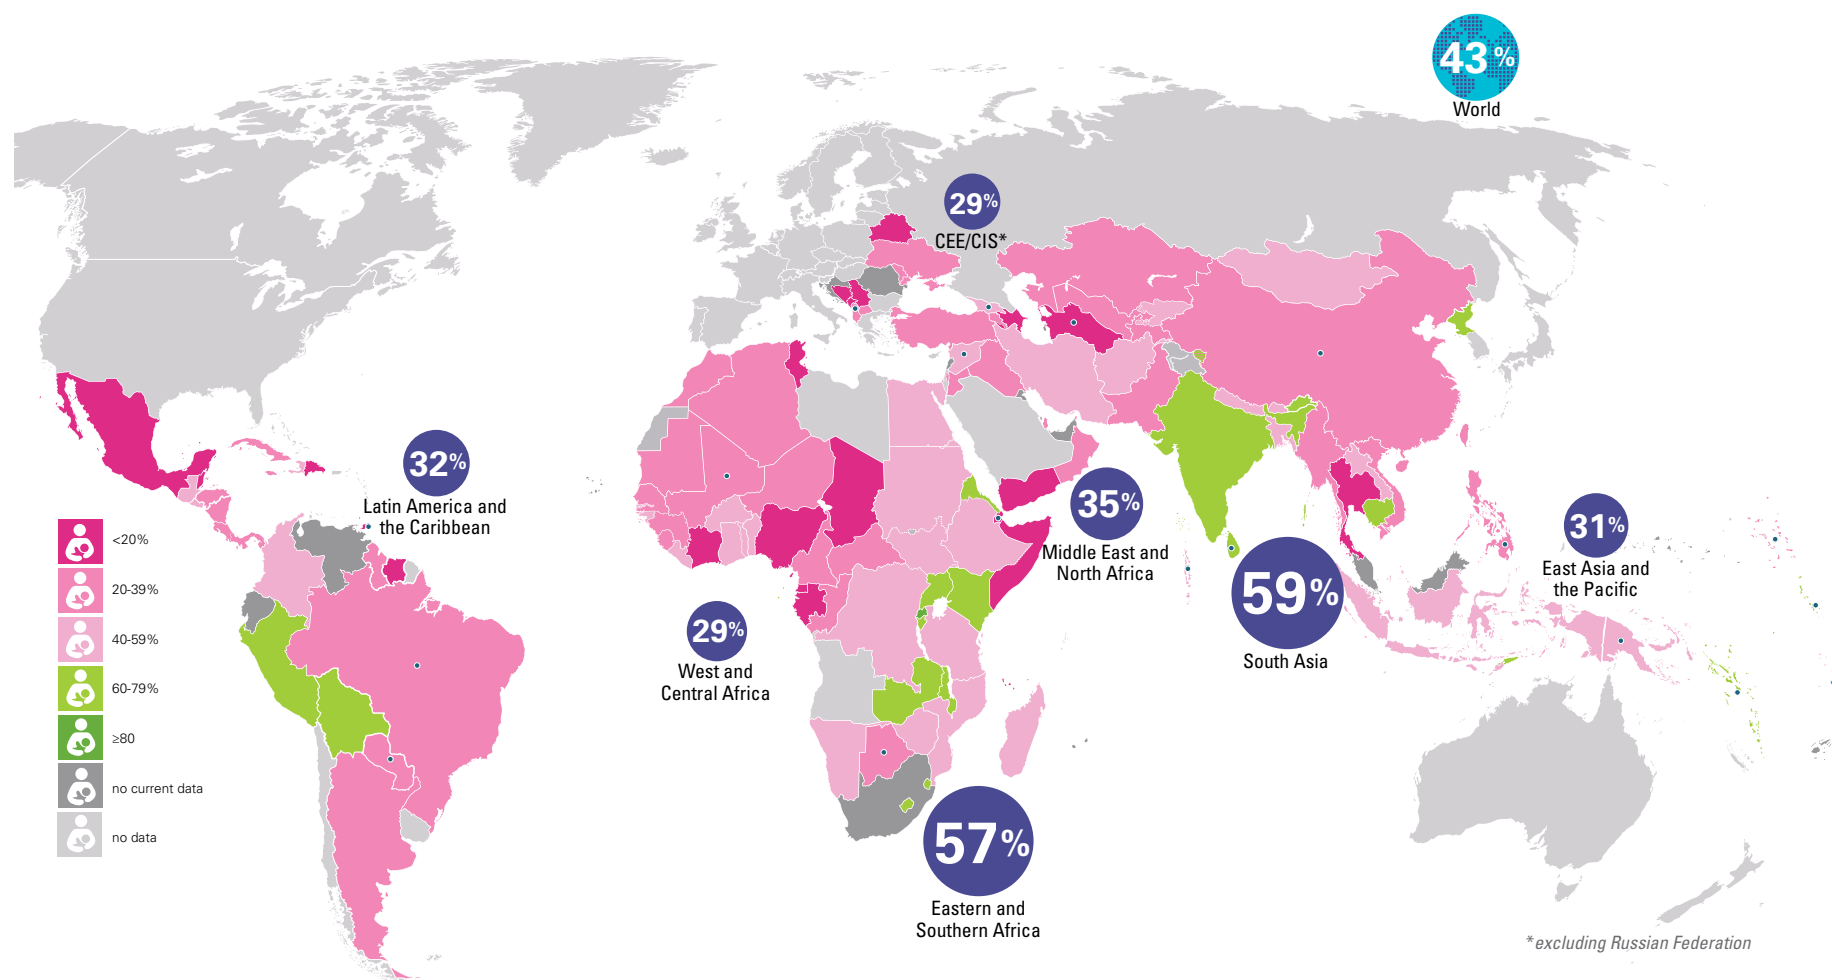 43%
World
29%
CEE/CIS*
32%
Latin America and
the Caribbean
35%
Middle East and
North Africa
31%
East Asia and
the Pacific
59%
South Asia
29%
West and
Central Africa
57%
Eastern and
Southern Africa
<20%
20-39%
40-59%
60-79%
≥80
no current data
no data
*excluding Russian Federation